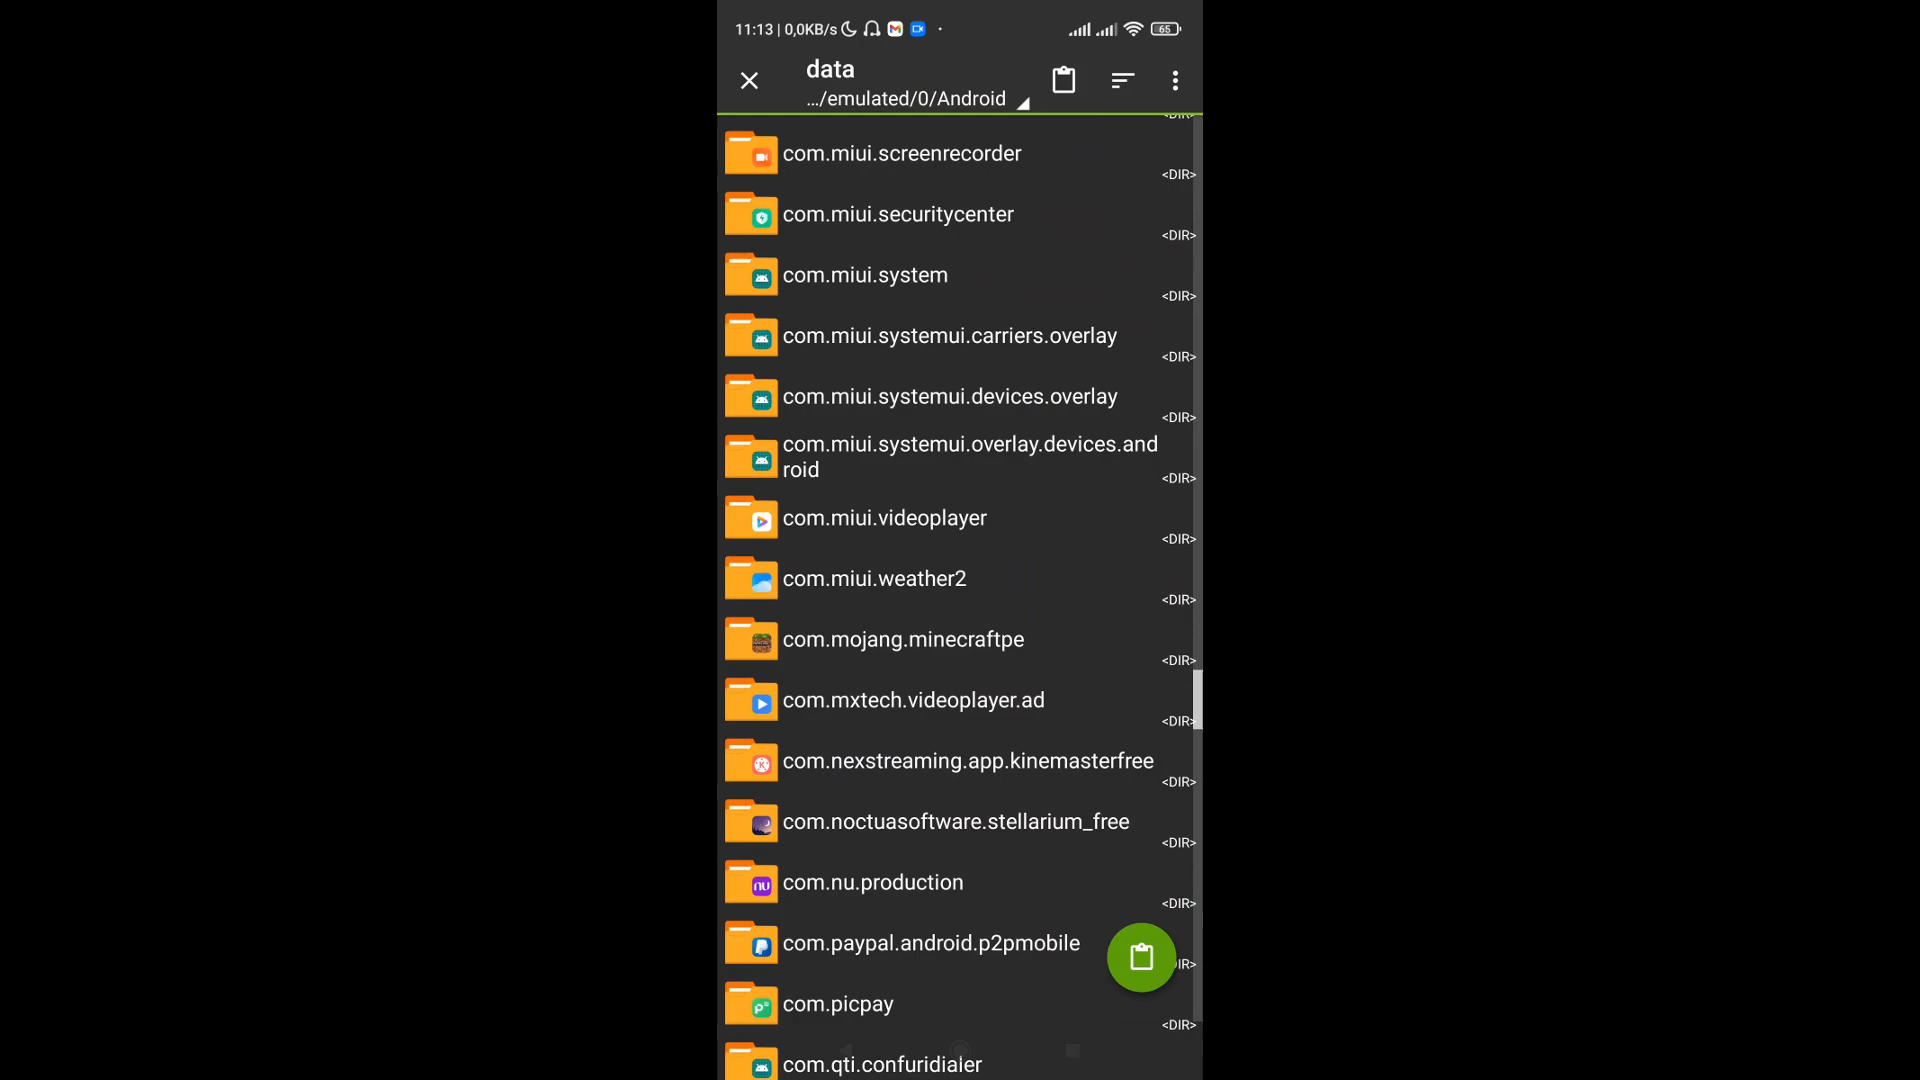 11:13 | 0,0KB/s
65
data
.../emulated/0/Android
<DIR>
com.miui.screenrecorder
<DIR>
com.miui.securitycenter
<DIR>
com.miui.system
<DIR>
com.miui.systemui.carriers.overlay
<DIR>
com.miui.systemui.devices.overlay
<DIR>
com.miui.systemui.overlay.devices.and
roid
<DIR>
com.miui.videoplayer
<DIR>
com.miui.weather2
<DIR>
com.mojang.minecraftpe
<DIR>
com.mxtech.videoplayer.ad
<DIR>
com.nexstreaming.app.kinemasterfree
<DIR>
com.noctuasoftware.stellarium_free
<DIR>
nu
com.nu.production
<DIR>
com.paypal.android.p2pmobile
IR>
com.picpay
<DIR>
com.qti.confuridialer